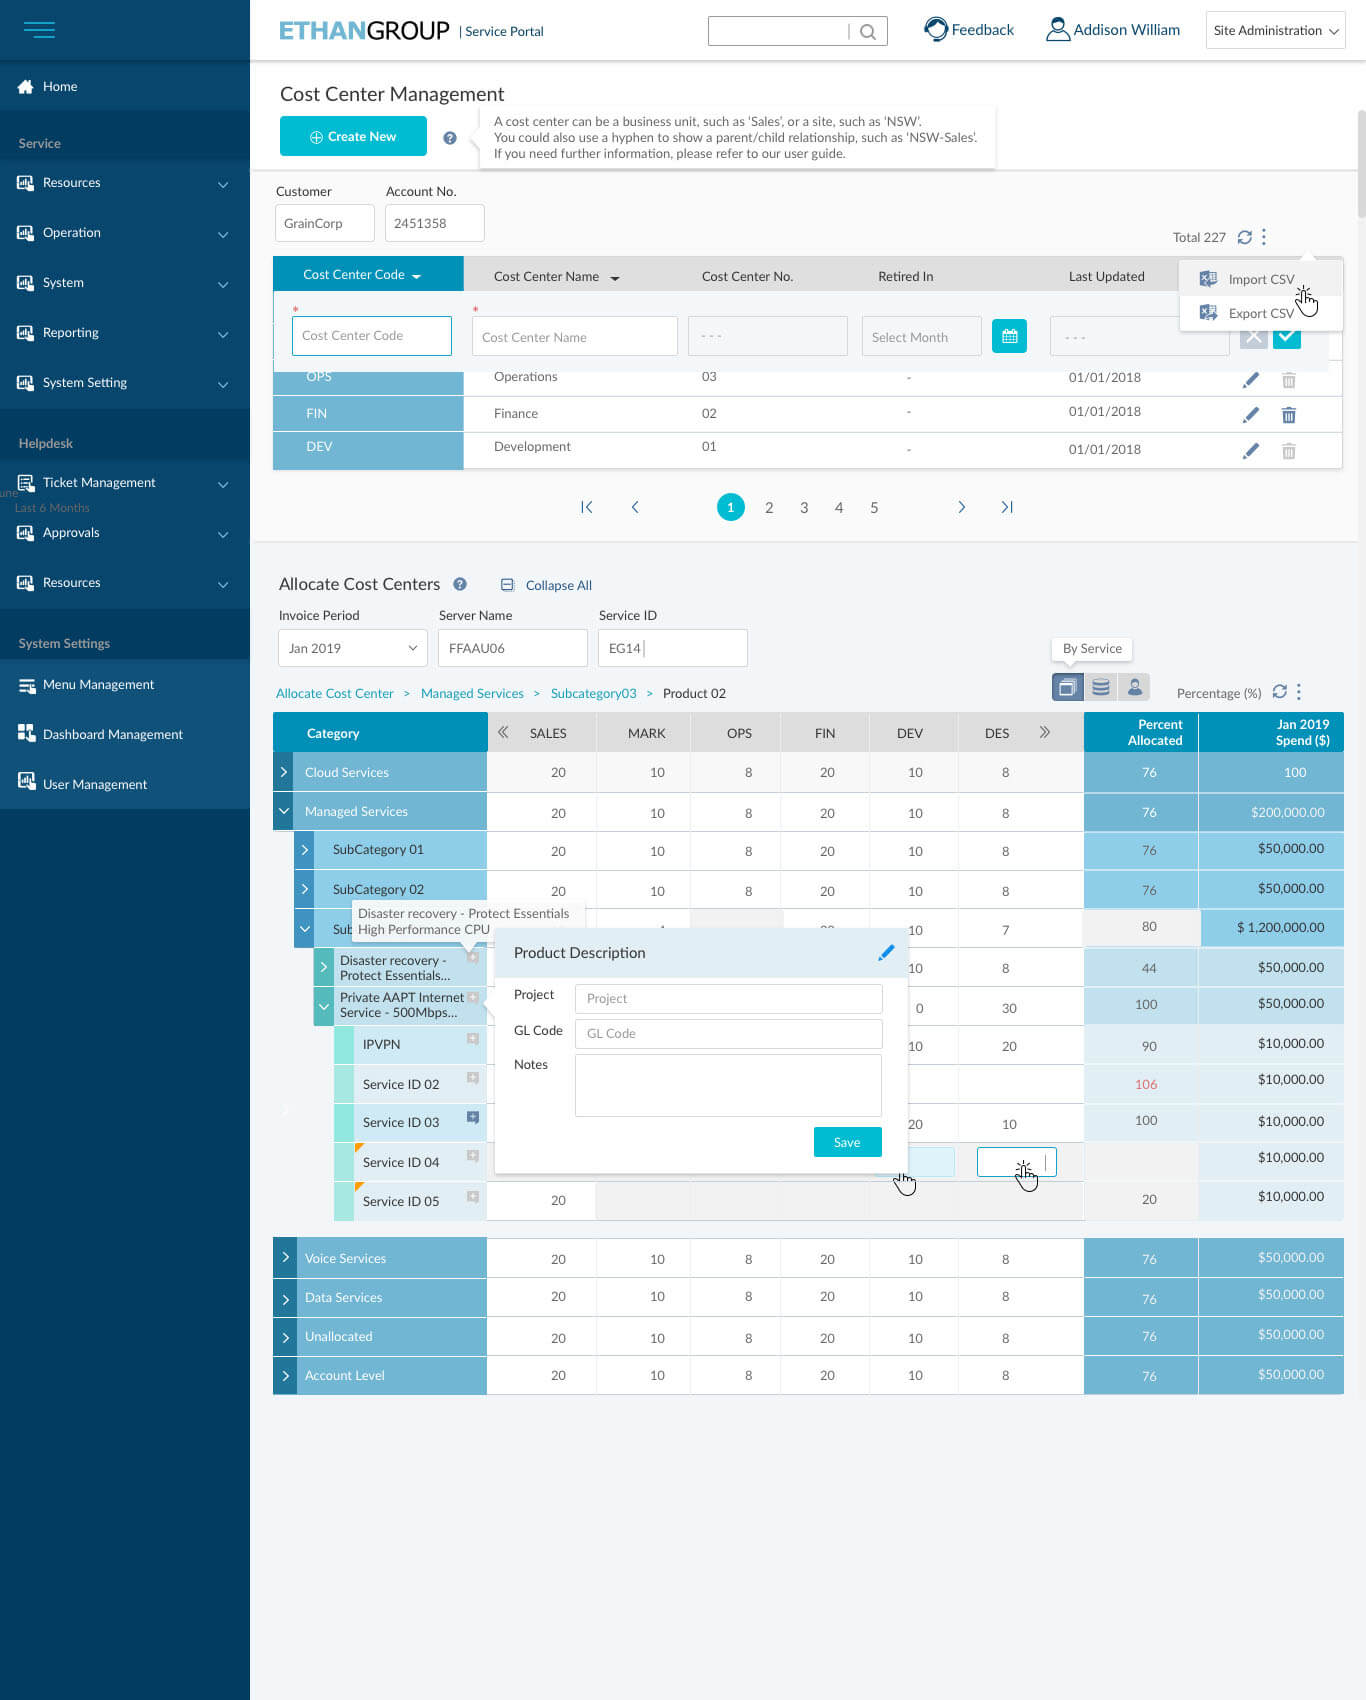 ETHANGROUP | Service Portal
Feedback
Addison William
Site Administration
Home
Service
Resources
Operation
System
Reporting
System Setting
Helpdesk
Ticket Management
une
Last 6 Months
Approvals
Resources
System Settings
Menu Management
Dashboard Management
User Management
Cost Center Management
Create New
?
A cost center can be a business unit, such as ‘Sales’, or a site, such as ‘NSW’.
You could also use a hyphen to show a parent/child relationship, such as ‘NSW-Sales’.
If you need further information, please refer to our user guide.
Customer Account No.
GrainCorp 2451358
Total 227
Cost Center Code Cost Center Name Cost Center No. Retired In Last Updated
Import CSV
Export CSV
* *
Cost Center Code Cost Center Name - - - Select Month - - -
OPS Operations 03 - 01/01/2018
FIN Finance 02 - 01/01/2018
DEV Development 01 - 01/01/2018
1 2 3 4 5
Allocate Cost Centers ? Collapse All
Invoice Period Server Name Service ID
Jan 2019 FFAAU06 EG14
By Service
Allocate Cost Center > Managed Services > Subcategory03 > Product 02
Percentage (%)
Category SALES MARK OPS FIN DEV DES Percent Allocated Jan 2019 Spend ($)
Cloud Services 20 10 8 20 10 8 76 100
Managed Services 20 10 8 20 10 8 76 $200,000.00
SubCategory 01 20 10 8 20 10 8 76 $50,000.00
SubCategory 02 20 10 8 20 10 8 76 $50,000.00
Disaster recovery - Protect Essentials
High Performance CPU
Sub 10 7 80 $ 1,200,000.00
Disaster recovery -
Protect Essentials... 10 8 44 $50,000.00
Private AAPT Internet
Service - 500Mbps... 0 30 100 $50,000.00
IPVPN 10 20 90 $10,000.00
Service ID 02 106 $10,000.00
Service ID 03 20 10 100 $10,000.00
Service ID 04 $10,000.00
Service ID 05 20 20 $10,000.00
Product Description
Project Project
GL Code GL Code
Notes
Save
Voice Services 20 10 8 20 10 8 76 $50,000.00
Data Services 20 10 8 20 10 8 76 $50,000.00
Unallocated 20 10 8 20 10 8 76 $50,000.00
Account Level 20 10 8 20 10 8 76 $50,000.00